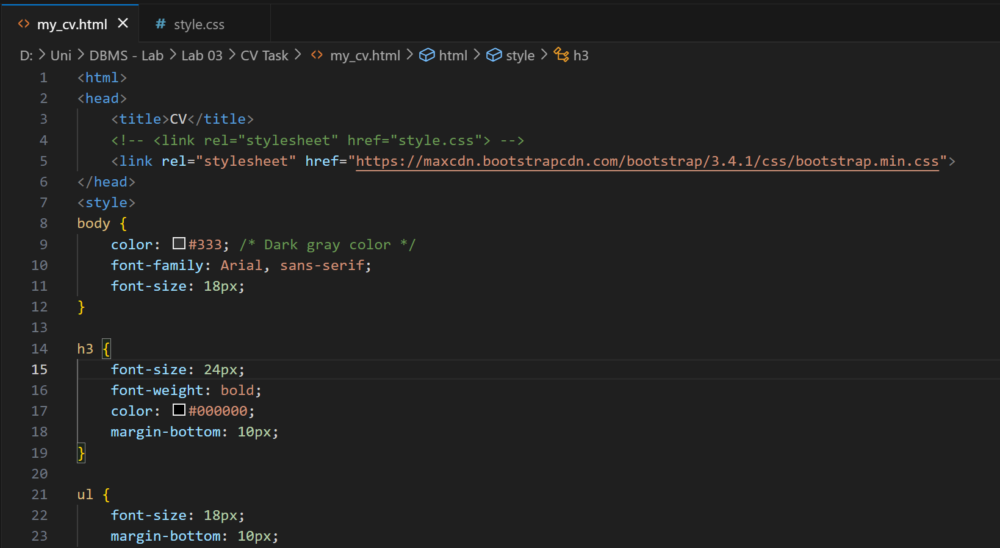 my_cv.html
# style.css
D: > Uni > DBMS - Lab > Lab 03 > CV Task > <> my_cv.html > html > style > h3
1 <html>
2 <head>
3     <title>CV</title>
4     <!-- <link rel="stylesheet" href="style.css"> -->
5     <link rel="stylesheet" href="https://maxcdn.bootstrapcdn.com/bootstrap/3.4.1/css/bootstrap.min.css">
6 </head>
7 <style>
8 body {
9     color: #333; /* Dark gray color */
10     font-family: Arial, sans-serif;
11     font-size: 18px;
12 }
13
14 h3 {
15     font-size: 24px;
16     font-weight: bold;
17     color: #000000;
18     margin-bottom: 10px;
19 }
20
21 ul {
22     font-size: 18px;
23     margin-bottom: 10px;